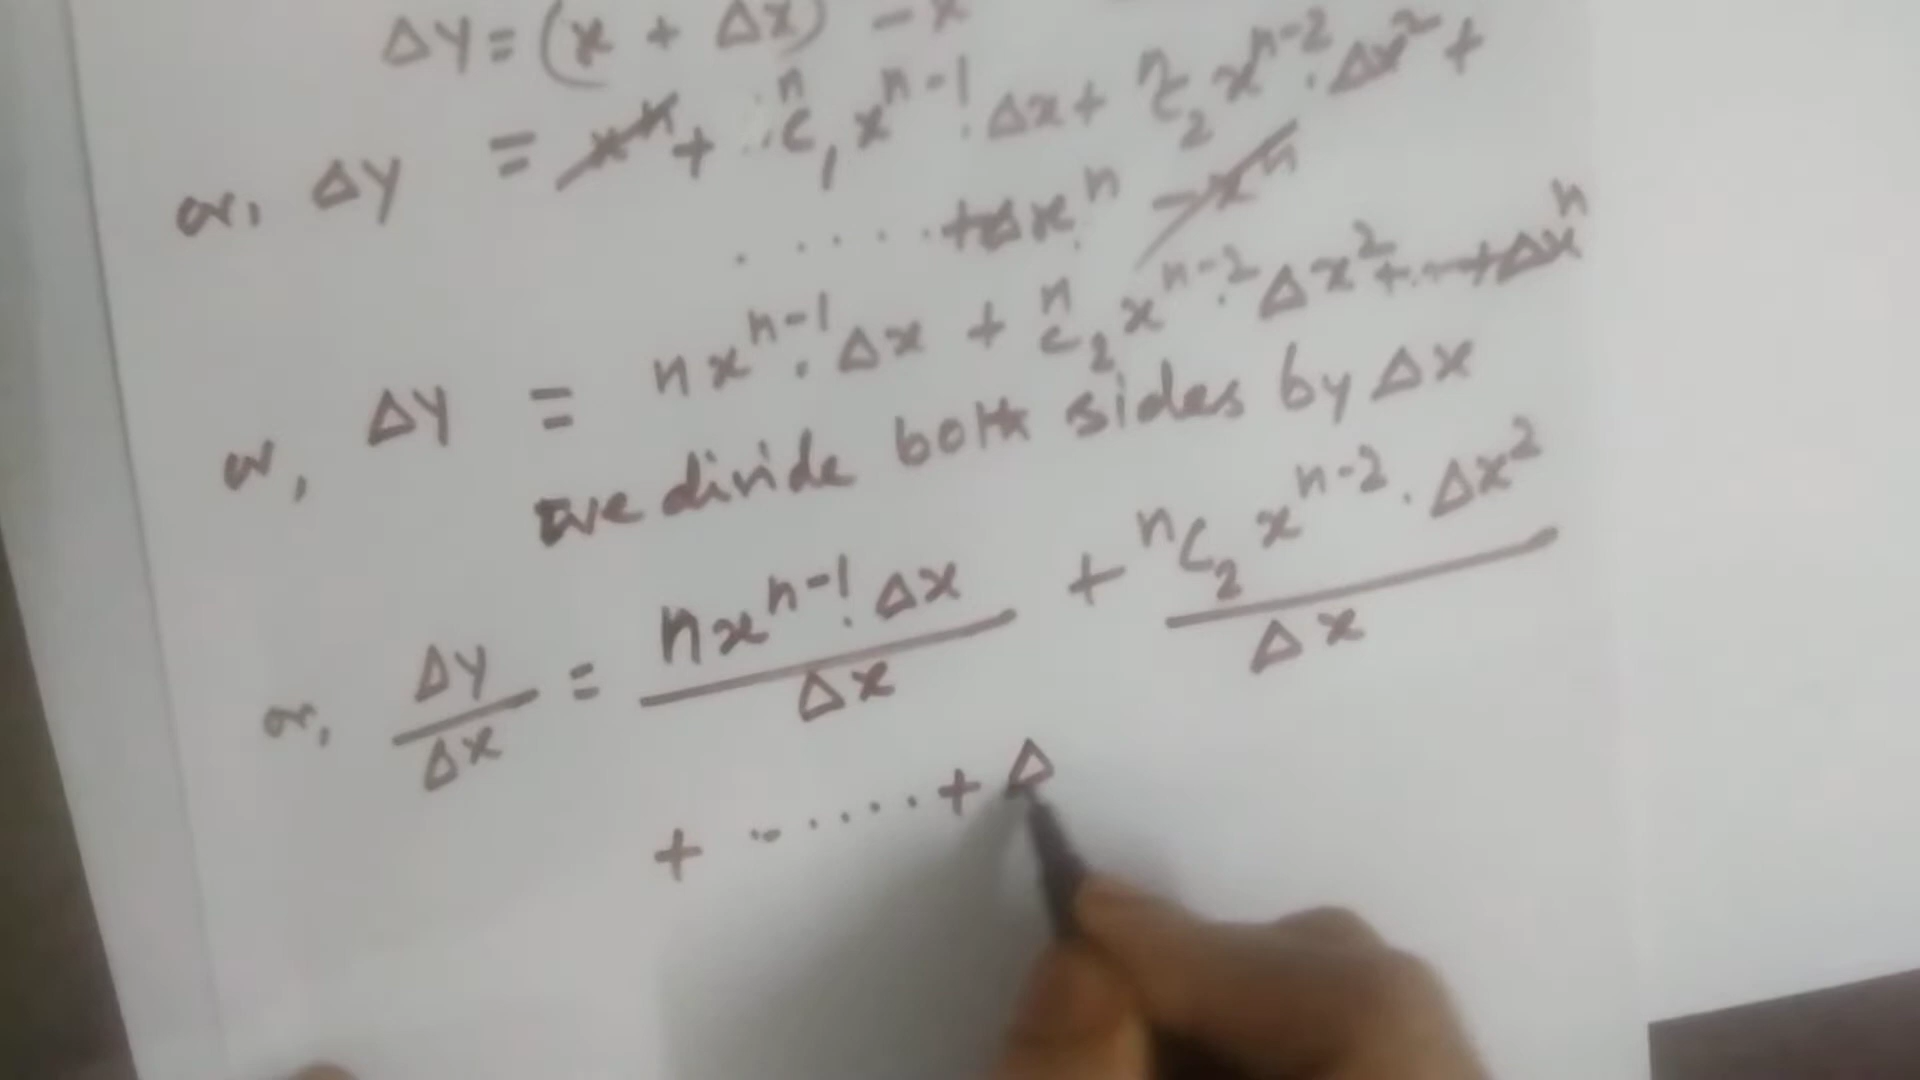 Δy = (x + Δx) - x
or, Δy = xⁿ + ⁿc₁ xⁿ⁻¹ . Δx + ⁿc₂ xⁿ⁻² . Δx² +
. . . . . . + Δxⁿ - xⁿ
or, Δy = nxⁿ⁻¹ . Δx + ⁿc₂ xⁿ⁻² . Δx² + ... + Δxⁿ
we divide both sides by Δx
or, Δy/Δx = nxⁿ⁻¹ . Δx/Δx + ⁿC₂ xⁿ⁻² . Δx²/Δx
+ . . . . . . + Δ